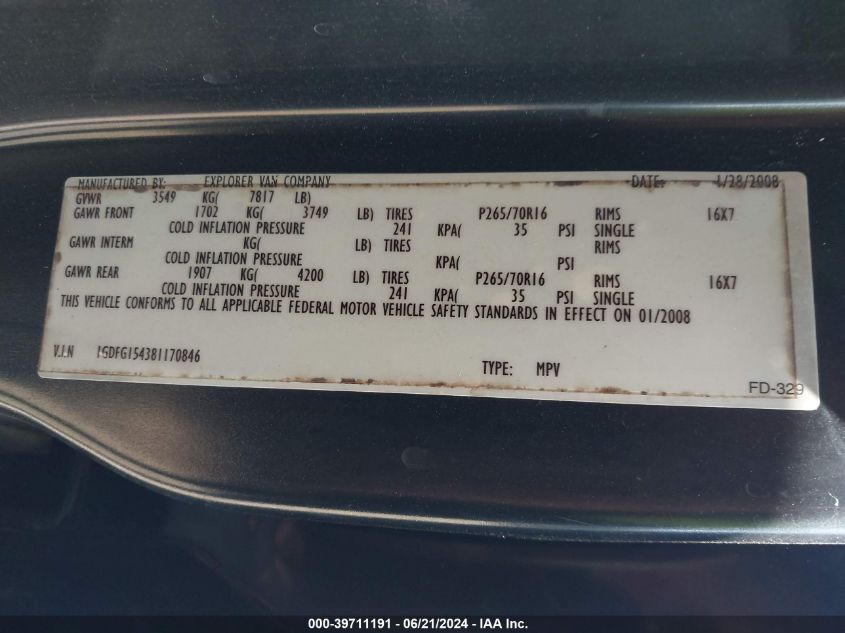 MANUFACTURED BY: EXPLORER VAN COMPANY DATE: 1/28/2008
GVWR 3549 KG( 7817 LB)
GAWR FRONT 1702 KG( 3749 LB) TIRES P265/70R16 RIMS 16X7
COLD INFLATION PRESSURE 241 KPA( 35 PSI SINGLE
GAWR INTERM KG( LB) TIRES RIMS
COLD INFLATION PRESSURE KPA( PSI
GAWR REAR 1907 KG( 4200 LB) TIRES P265/70R16 RIMS 16X7
COLD INFLATION PRESSURE 241 KPA( 35 PSI SINGLE
THIS VEHICLE CONFORMS TO ALL APPLICABLE FEDERAL MOTOR VEHICLE SAFETY STANDARDS IN EFFECT ON 01/2008
V.I.N 1GDFG154381170846
TYPE: MPV
FD-329
000-39711191 - 06/21/2024 - IAA Inc.